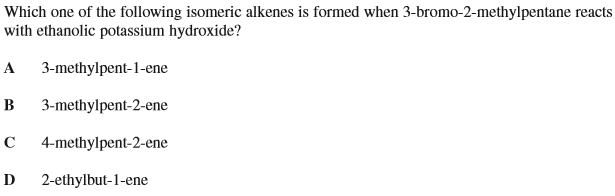 Which one of the following isomeric alkenes is formed when 3-bromo-2-methylpentane reacts
with ethanolic potassium hydroxide?
A 3-methylpent-1-ene
B 3-methylpent-2-ene
C 4-methylpent-2-ene
D 2-ethylbut-1-ene